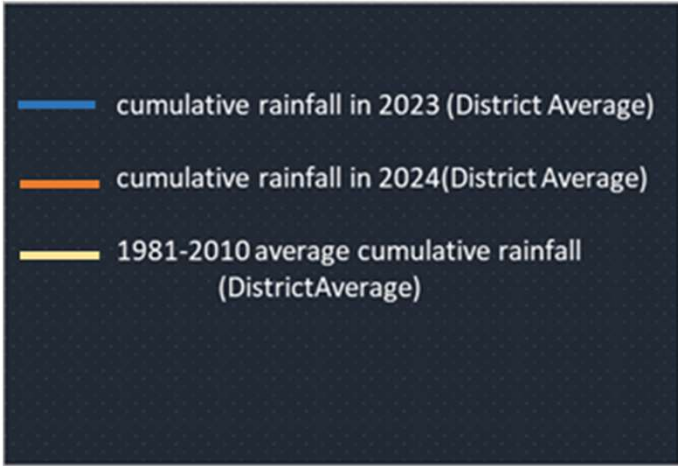 cumulative rainfall in 2023 (District Average)
cumulative rainfall in 2024(District Average)
1981-2010 average cumulative rainfall
(DistrictAverage)